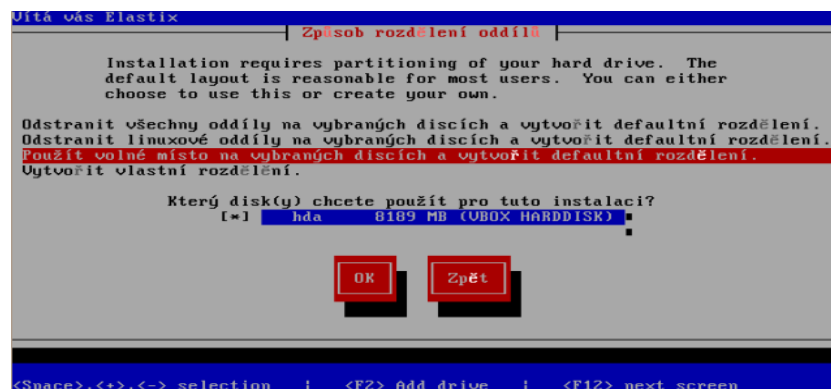 Vítá vás Elastix
Způsob rozdělení oddílů
Installation requires partitioning of your hard drive. The
default layout is reasonable for most users. You can either
choose to use this or create your own.
Odstranit všechny oddíly na vybraných discích a vytvořit defaultní rozdělení.
Odstranit linuxové oddíly na vybraných discích a vytvořit defaultní rozdělení.
Použít volné místo na vybraných discích a vytvořit defaultní rozdělení.
Vytvořit vlastní rozdělění.
Který disk(y) chcete použít pro tuto instalaci?
[*] hda 8189 MB (VBOX HARDDISK)
OK Zpět
<Space>,<+>,<-> selection | <F2> Add drive | <F12> next screen